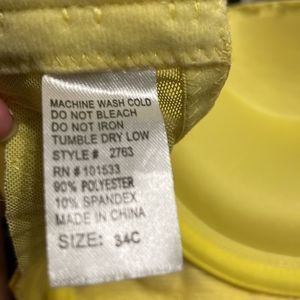 MACHINE WASH COLD
DO NOT BLEACH
DO NOT IRON
TUMBLE DRY LOW
STYLE# 2763
RN #101533
90% POLYESTER
10% SPANDEX
MADE IN CHINA
SIZE: 34C